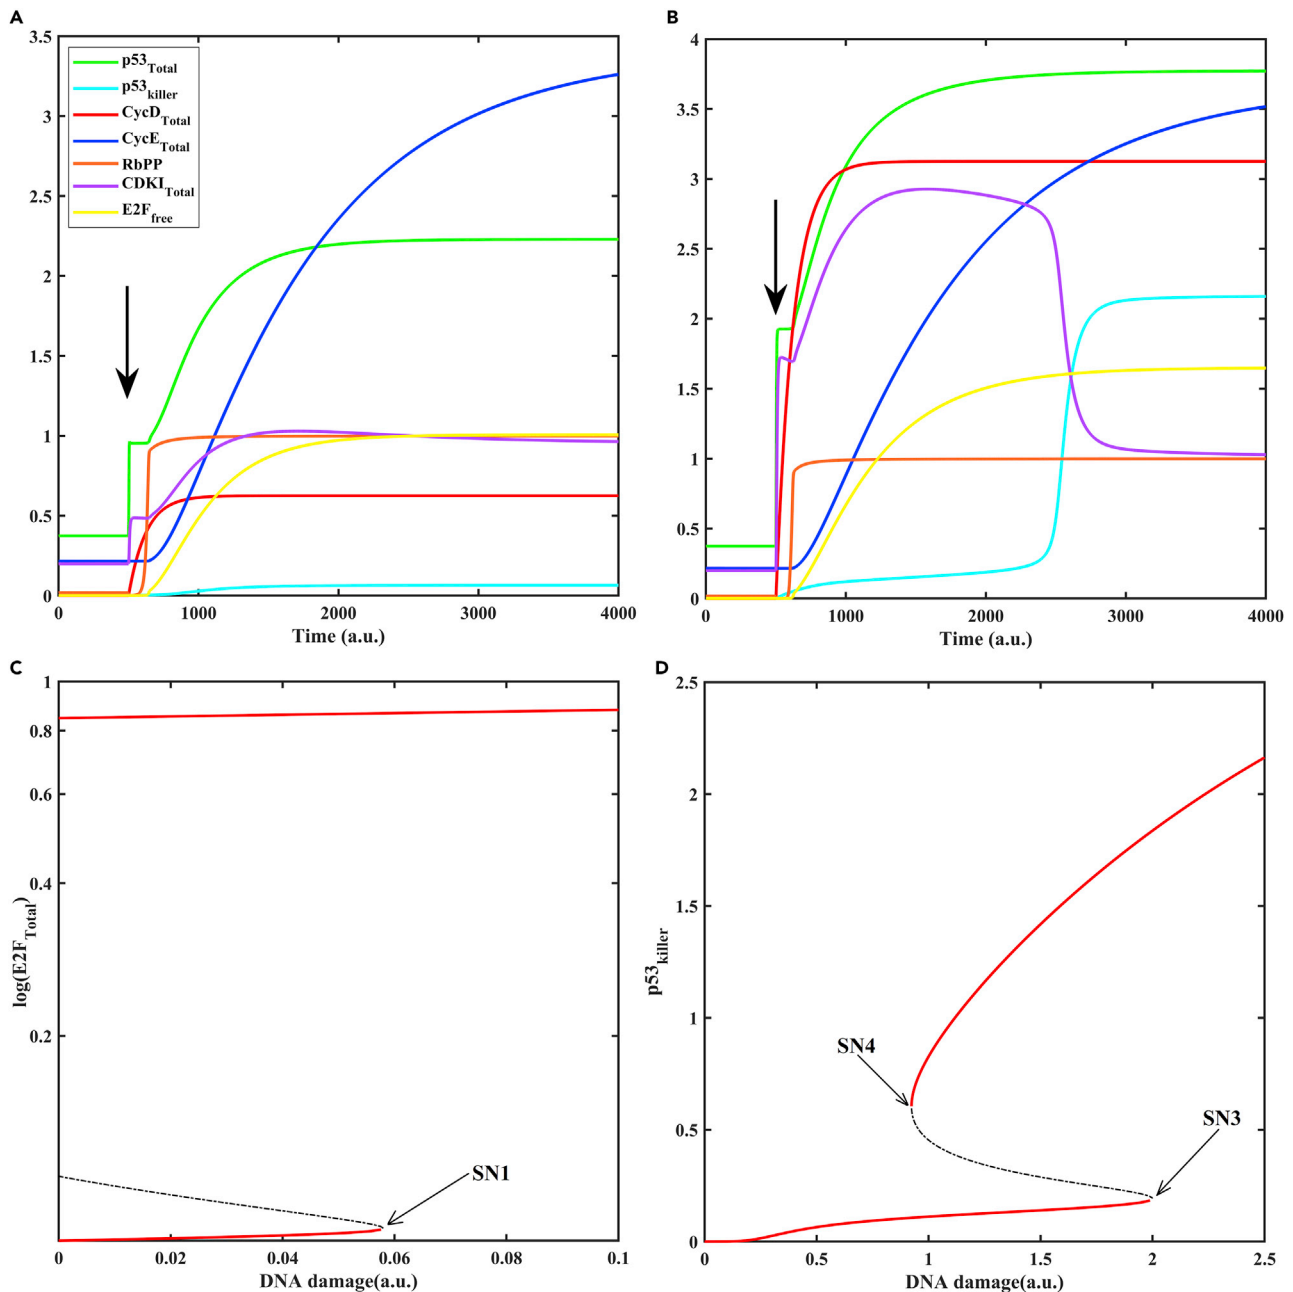 A
3.5
3
2.5
2
1.5
1
0.5
0
p53Total
p53killer
CycDTotal
CycETotal
RbPP
CDKITotal
E2Ffree
0 1000 2000 3000 4000
Time (a.u.)
B
4
3.5
3
2.5
2
1.5
1
0.5
0
0 1000 2000 3000 4000
Time (a.u.)
C
1
0.8
0.6
0.4
0.2
log(E2FTotal)
SN1
0 0.02 0.04 0.06 0.08 0.1
DNA damage(a.u.)
D
2.5
2
1.5
1
0.5
0
p53killer
SN4
SN3
0 0.5 1 1.5 2 2.5
DNA damage(a.u.)